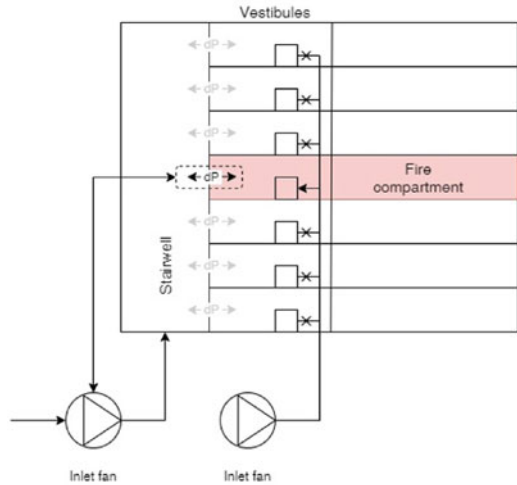 Vestibules
dP
dP
dP
dP
Fire
compartment
dP
dP
dP
Stairwell
Inlet fan
Inlet fan